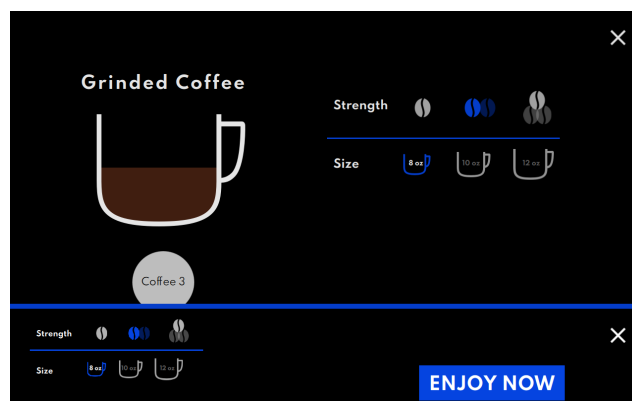 Grinded Coffee
Strength
Size 8 oz 10 oz 12 oz
Coffee 3
Strength
Size 8 oz 10 oz 12 oz
ENJOY NOW